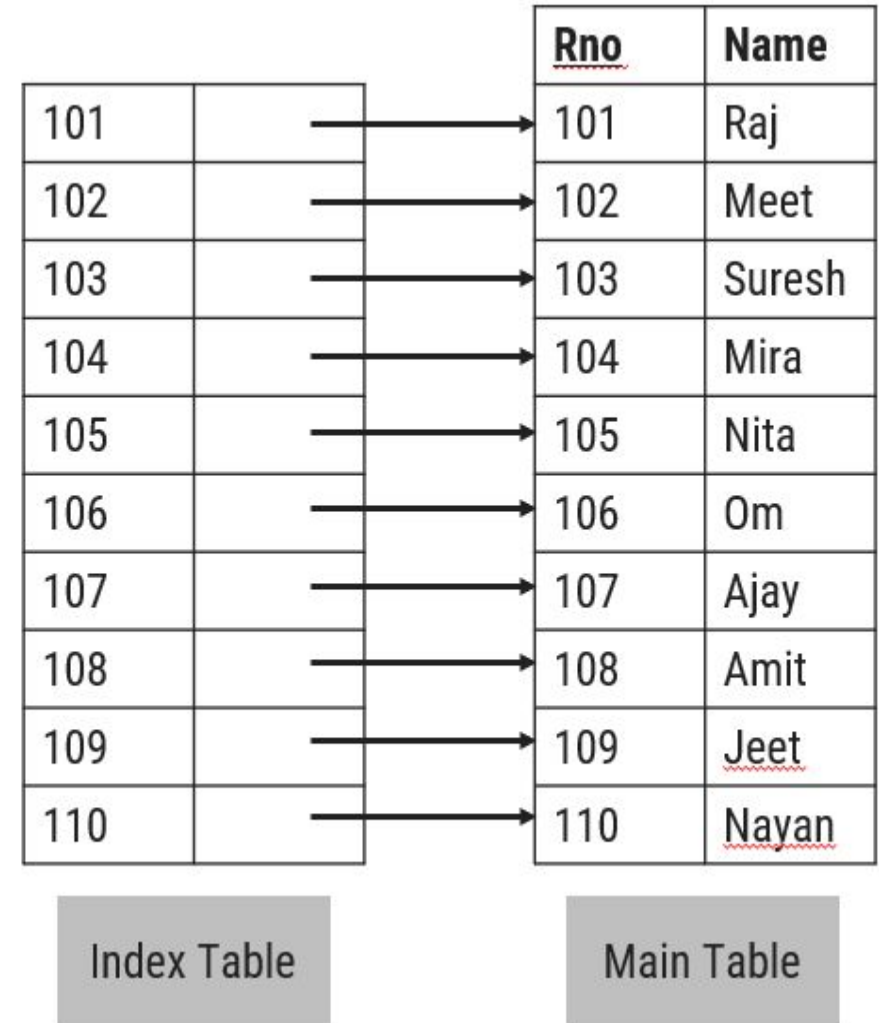 Rno Name
101 101 Raj
102 102 Meet
103 103 Suresh
104 104 Mira
105 105 Nita
106 106 Om
107 107 Ajay
108 108 Amit
109 109 Jeet
110 110 Nayan
Index Table Main Table